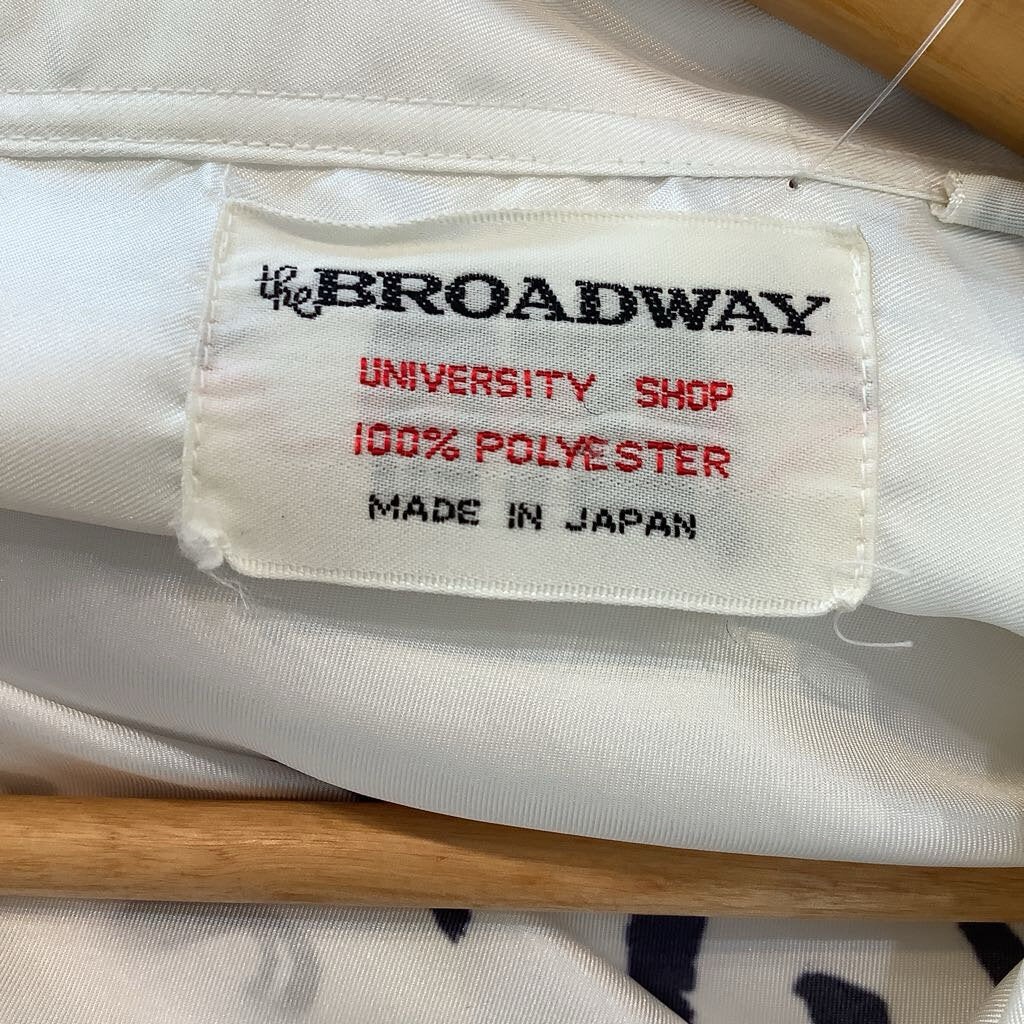 the BROADWAY
UNIVERSITY SHOP
100% POLYESTER
MADE IN JAPAN